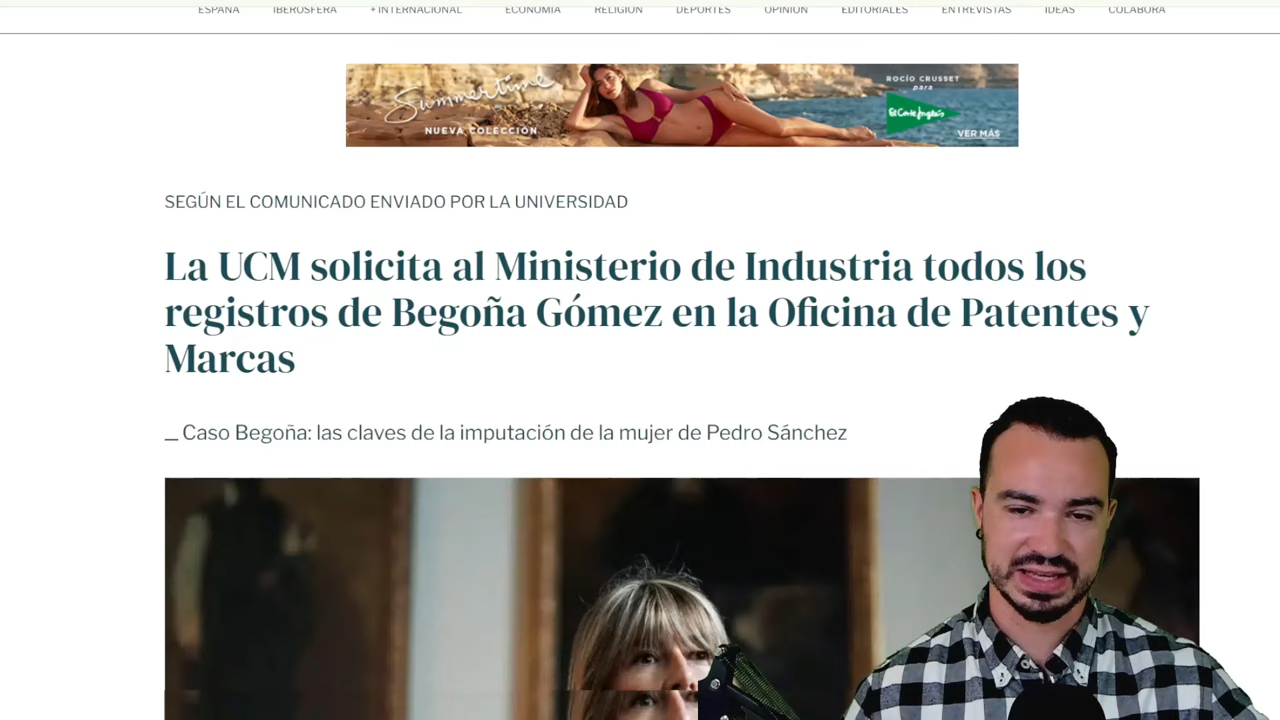 ESPAÑA IBEROSFERA + INTERNACIONAL ECONOMÍA RELIGIÓN DEPORTES OPINIÓN EDITORIALES ENTREVISTAS IDEAS COLABORA
Summertime
NUEVA COLECCIÓN
ROCÍO CRUSSET
para
El Corte Inglés
VER MÁS
SEGÚN EL COMUNICADO ENVIADO POR LA UNIVERSIDAD
La UCM solicita al Ministerio de Industria todos los
registros de Begoña Gómez en la Oficina de Patentes y
Marcas
_ Caso Begoña: las claves de la imputación de la mujer de Pedro Sánchez